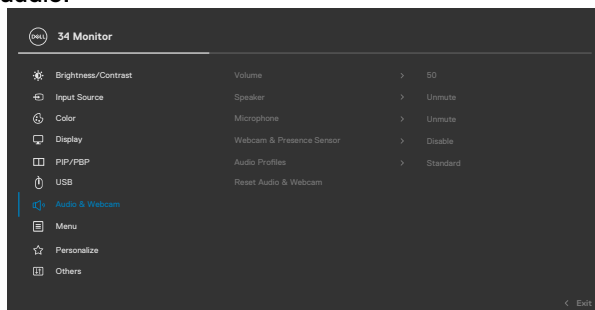 audio.
DELL 34 Monitor
Brightness/Contrast Volume > 50
Input Source Speaker > Unmute
Color Microphone > Unmute
Display Webcam & Presence Sensor > Disable
PIP/PBP Audio Profiles > Standard
USB Reset Audio & Webcam
Audio & Webcam
Menu
Personalize
Others
< Exit